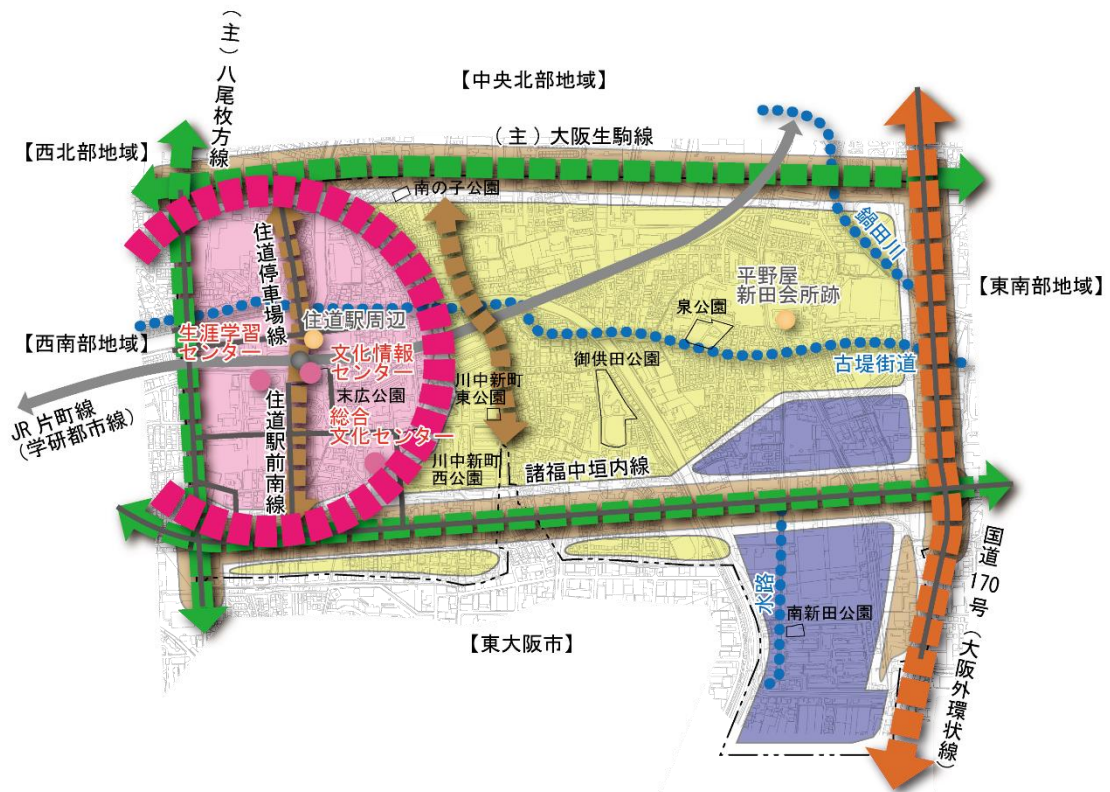 (主)八尾枚方線
【中央北部地域】
(主)大阪生駒線
【西北部地域】
南の子公園
住道停車場線
鍋田川
平野屋
新田会所跡
【東南部地域】
泉公園
住道駅周辺
生涯学習
センター
【西南部地域】
文化情報
センター
御供田公園
古堤街道
川中新町
東公園
末広公園
JR片町線
(学研都市線)
住道駅前南線
総合
文化センター
川中新町
西公園
諸福中垣内線
国道170号(大阪外環状線)
水路
南新田公園
【東大阪市】